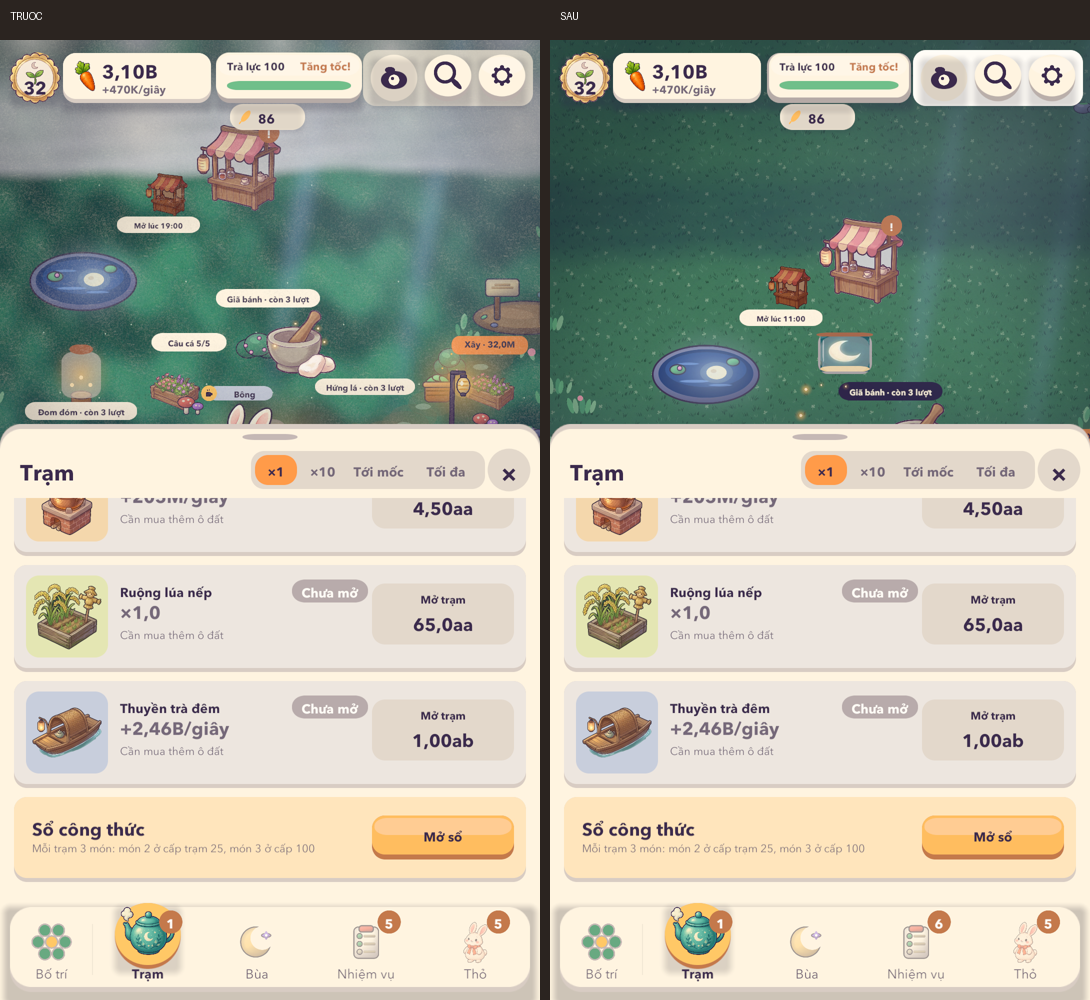 TRUOC
32
3,10B
+470K/giây
Trà lực 100 Tăng tốc!
86
!
Mở lúc 19:00
Giã bánh · còn 3 lượt
Câu cá 5/5
Xây · 32,0M
Hứng lá · còn 3 lượt
Bông
Đom đóm · còn 3 lượt
Trạm
×1 ×10 Tới mốc Tối đa ×
+205M/giây
Cần mua thêm ô đất
4,50aa
Ruộng lúa nếp
Chưa mở
×1,0
Cần mua thêm ô đất
Mở trạm
65,0aa
Thuyền trà đêm
Chưa mở
+2,46B/giây
Cần mua thêm ô đất
Mở trạm
1,00ab
Sổ công thức
Mỗi trạm 3 món: món 2 ở cấp trạm 25, món 3 ở cấp 100
Mở sổ
1
5
5
Bố trí Trạm Bùa Nhiệm vụ Thỏ
SAU
32
3,10B
+470K/giây
Trà lực 100 Tăng tốc!
86
!
Mở lúc 11:00
Giã bánh · còn 3 lượt
Trạm
×1 ×10 Tới mốc Tối đa ×
+205M/giây
Cần mua thêm ô đất
4,50aa
Ruộng lúa nếp
Chưa mở
×1,0
Cần mua thêm ô đất
Mở trạm
65,0aa
Thuyền trà đêm
Chưa mở
+2,46B/giây
Cần mua thêm ô đất
Mở trạm
1,00ab
Sổ công thức
Mỗi trạm 3 món: món 2 ở cấp trạm 25, món 3 ở cấp 100
Mở sổ
1
6
5
Bố trí Trạm Bùa Nhiệm vụ Thỏ